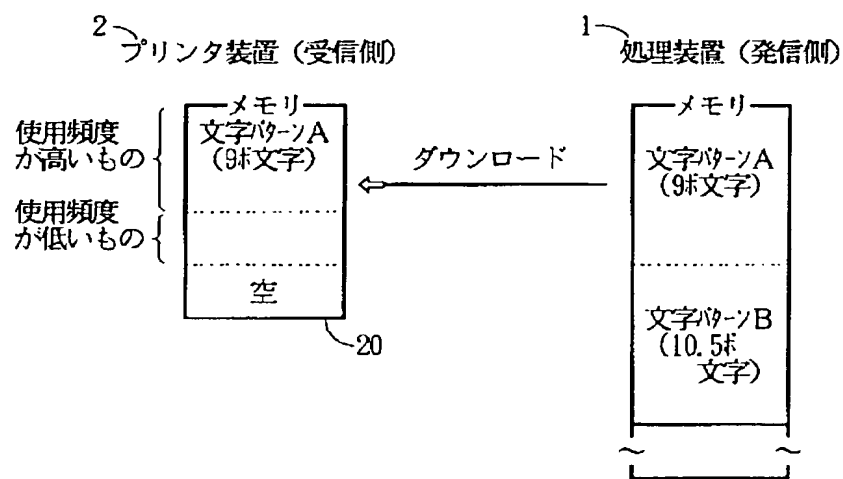 2
プリンタ装置（受信側）
1
処理装置（発信側）
メモリ
文字パターンA
(9ポ文字)
使用頻度
が高いもの
使用頻度
が低いもの
空
20
ダウンロード
メモリ
文字パターンA
(9ポ文字)
文字パターンB
(10.5ポ
文字)